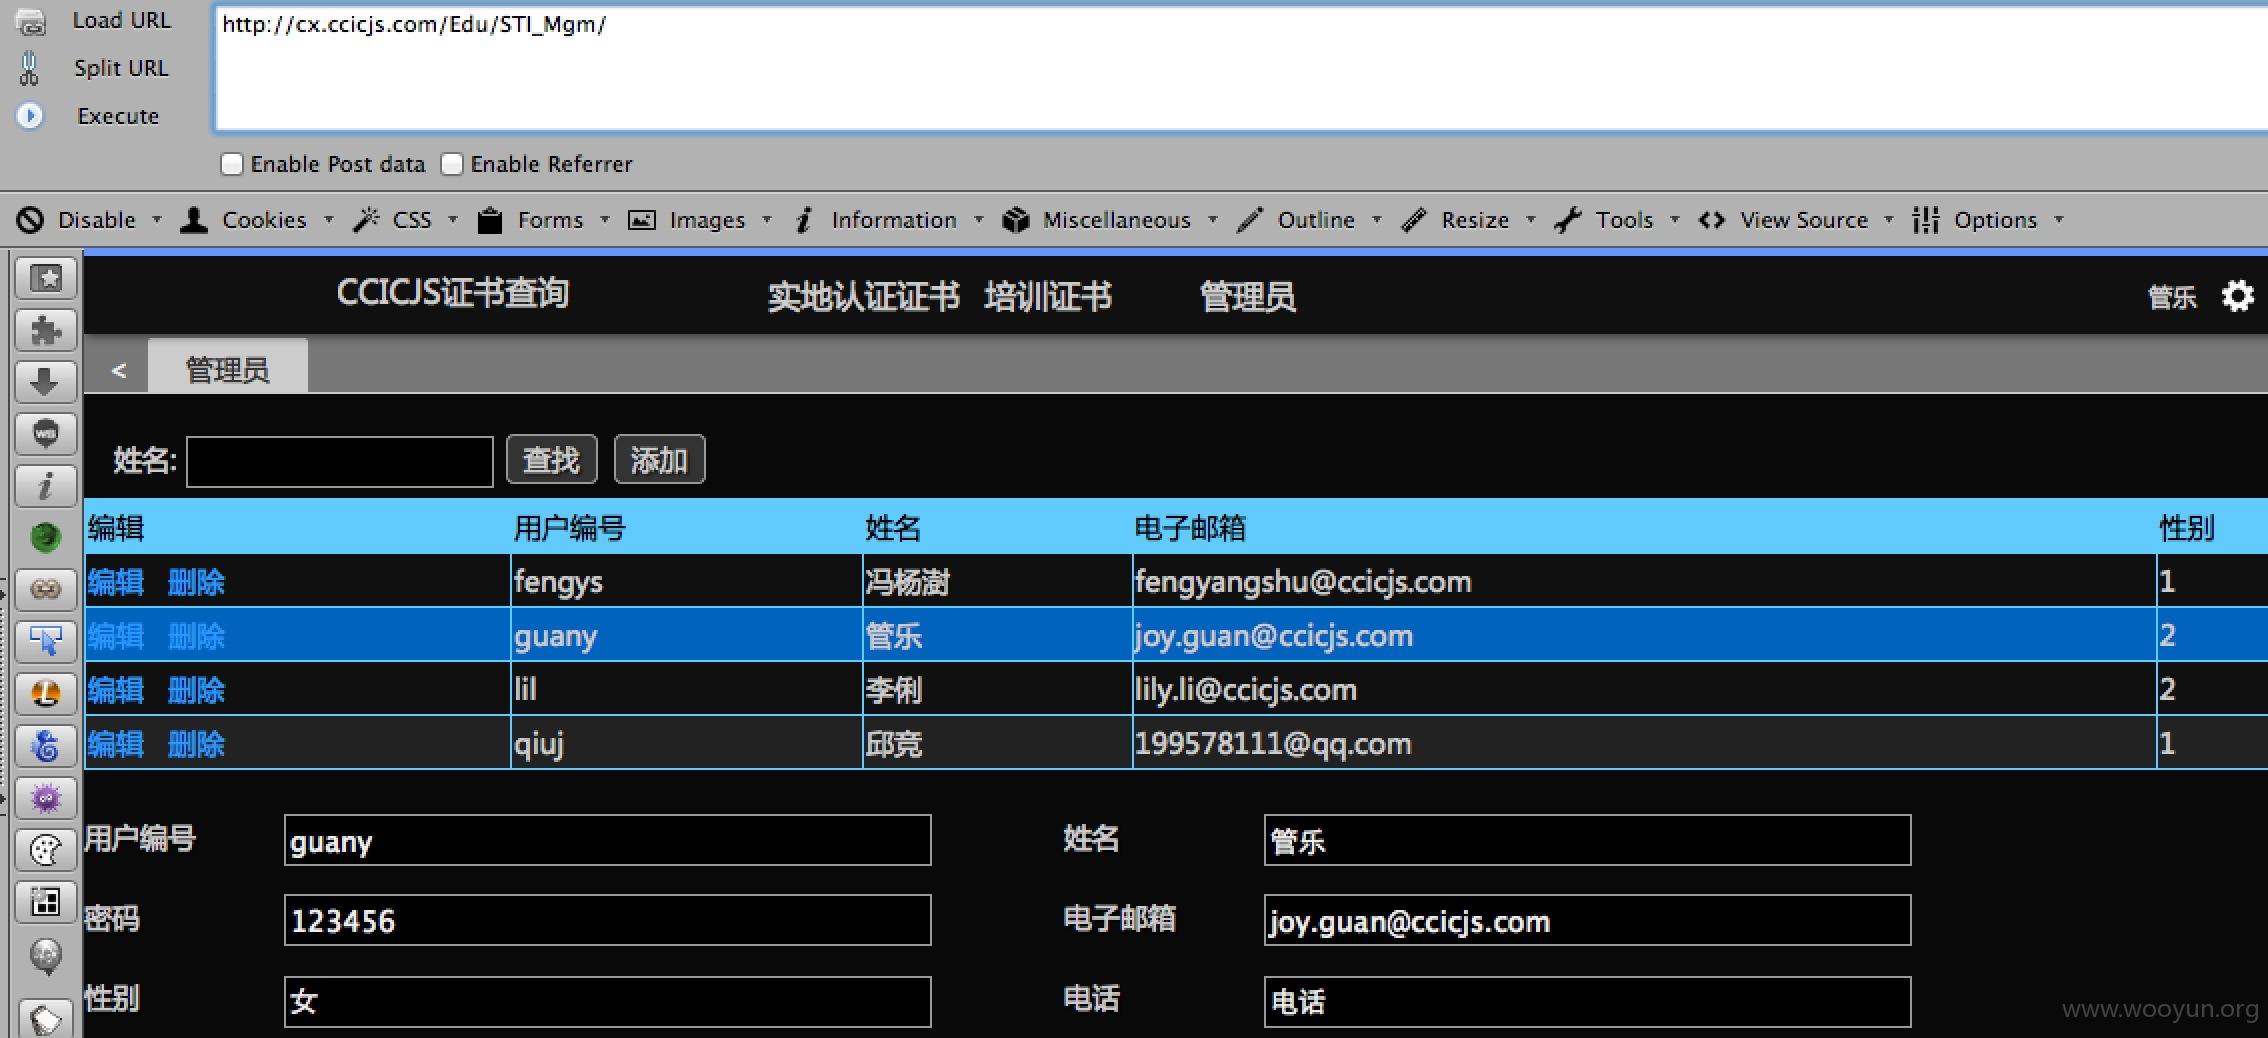 Load URL
http://cx.ccicjs.com/Edu/STI_Mgm/
Split URL
Execute
Enable Post data Enable Referrer
Disable Cookies CSS Forms Images Information Miscellaneous Outline Resize Tools View Source Options
CCICJS证书查询 实地认证证书 培训证书 管理员 管乐
< 管理员
姓名: 查找 添加
编辑 用户编号 姓名 电子邮箱 性别
编辑 删除 fengys 冯杨澍 fengyangshu@ccicjs.com 1
编辑 删除 guany 管乐 joy.guan@ccicjs.com 2
编辑 删除 lil 李俐 lily.li@ccicjs.com 2
编辑 删除 qiuj 邱竞 199578111@qq.com 1
用户编号 guany 姓名 管乐
密码 123456 电子邮箱 joy.guan@ccicjs.com
性别 女 电话 电话
www.wooyun.org